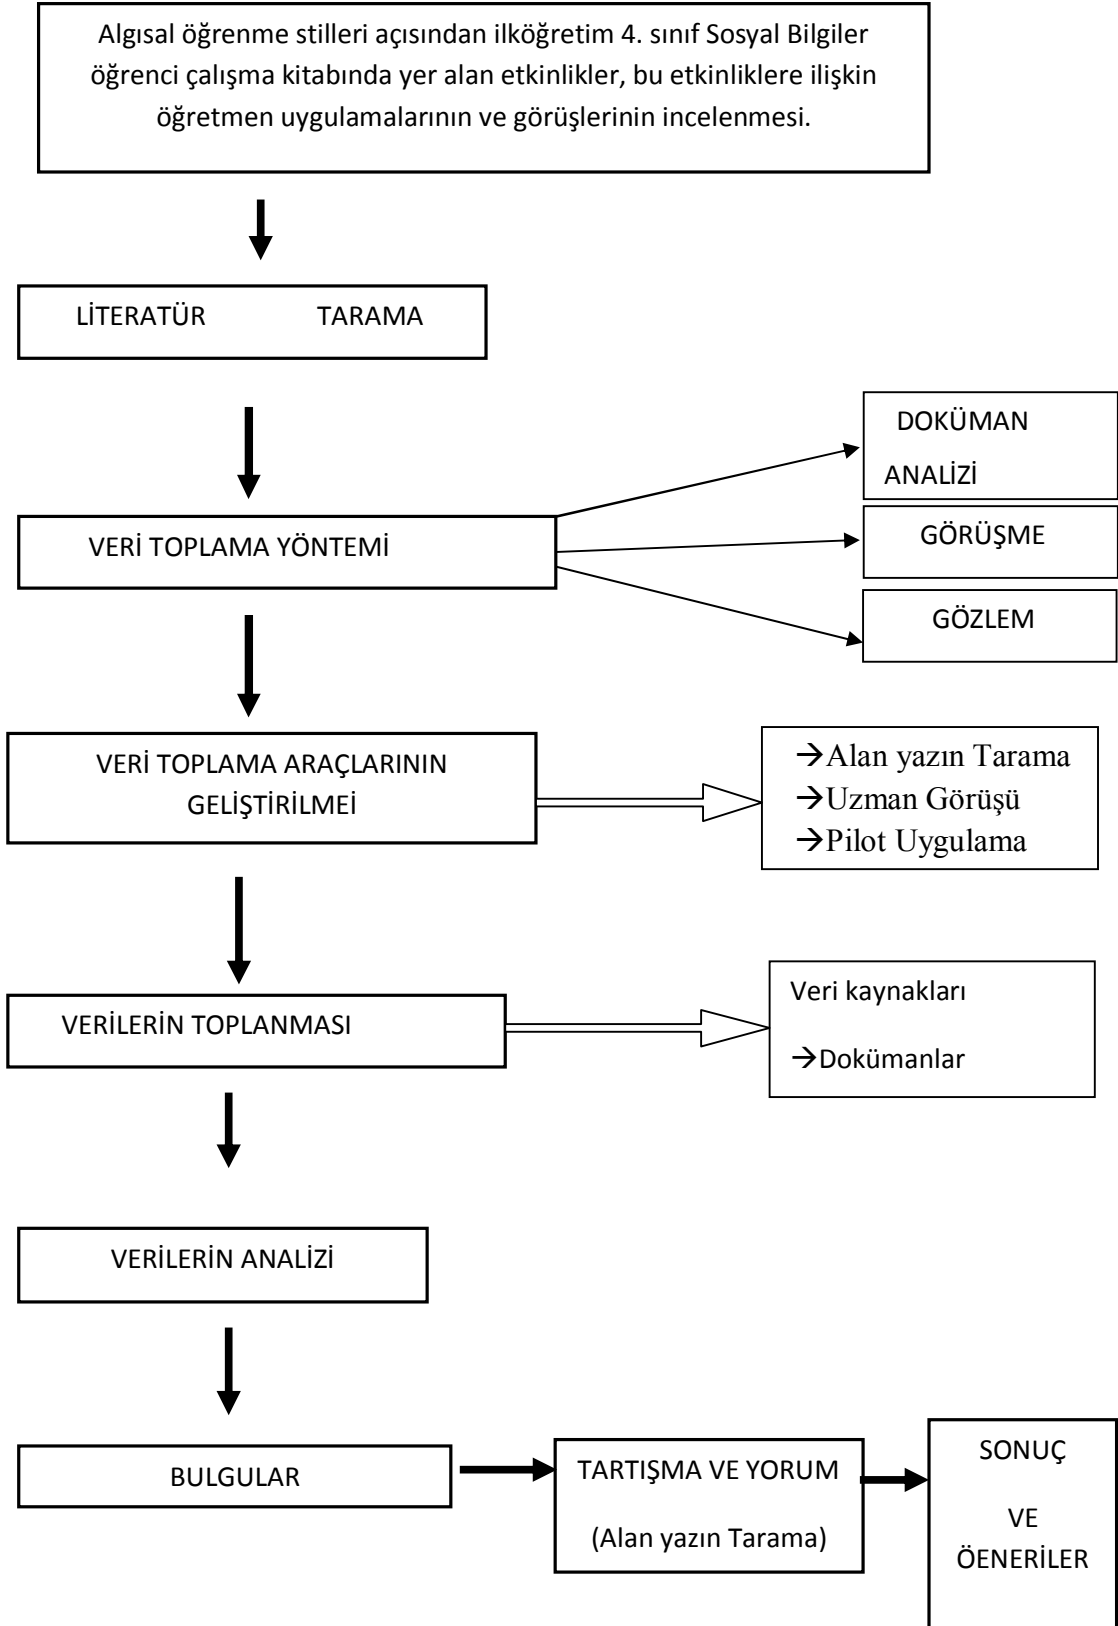 Algısal öğrenme stilleri açısından ilköğretim 4. sınıf Sosyal Bilgiler
öğrenci çalışma kitabında yer alan etkinlikler, bu etkinliklere ilişkin
öğretmen uygulamalarının ve görüşlerinin incelenmesi.
LİTERATÜR TARAMA
DOKÜMAN
ANALİZİ
VERİ TOPLAMA YÖNTEMİ
GÖRÜŞME
GÖZLEM
VERİ TOPLAMA ARAÇLARININ
GELİŞTİRİLMEİ
→Alan yazın Tarama
→Uzman Görüşü
→Pilot Uygulama
VERİLERİN TOPLANMASI
Veri kaynakları
→Dokümanlar
VERİLERİN ANALİZİ
BULGULAR
TARTIŞMA VE YORUM
(Alan yazın Tarama)
SONUÇ
VE
ÖENERİLER